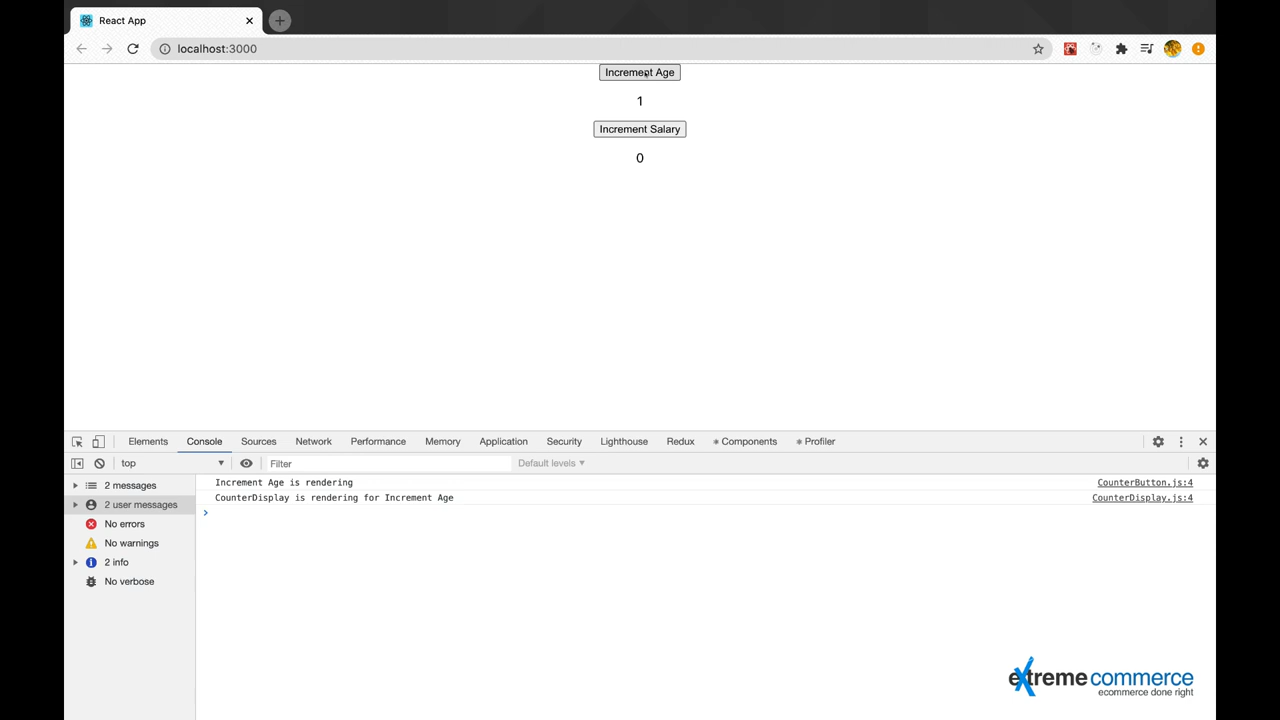 React App
localhost:3000
Increment Age
1
Increment Salary
0
Elements Console Sources Network Performance Memory Application Security Lighthouse Redux Components Profiler
top Filter Default levels
2 messages
2 user messages
No errors
No warnings
2 info
No verbose
Increment Age is rendering CounterButton.js:4
CounterDisplay is rendering for Increment Age CounterDisplay.js:4
extreme commerce
ecommerce done right